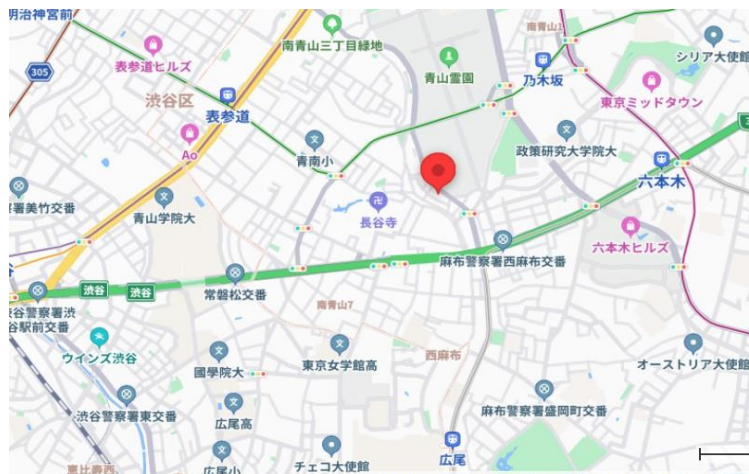 明治神宮前
南青山三丁目緑地
南青山1
シリア大使館
表参道ヒルズ
305
青山霊園
乃木坂
渋谷区
表参道
東京ミッドタウン
Ao
青南小
政策研究大学院大
六本木
署美竹交番
青山学院大
長谷寺
六本木ヒルズ
麻布警察署西麻布交番
渋谷
渋谷
常磐松交番
南青山7
谷警察署渋
谷駅前交番
ウインズ渋谷
國學院大
東京女学館高
西麻布
オーストリア大使館
渋谷警察署東交番
広尾高
麻布警察署盛岡町交番
広尾
広尾小
チェコ大使館
恵比寿西